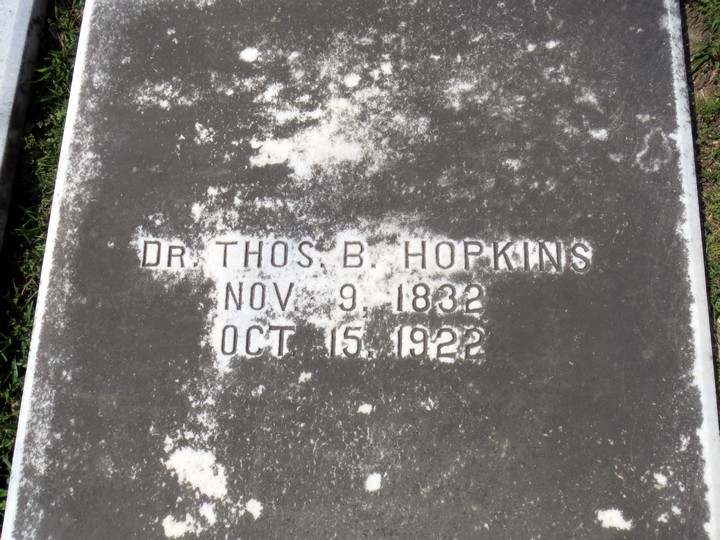 DR. THOS. B. HOPKINS
NOV. 9, 1832
OCT. 15, 1922